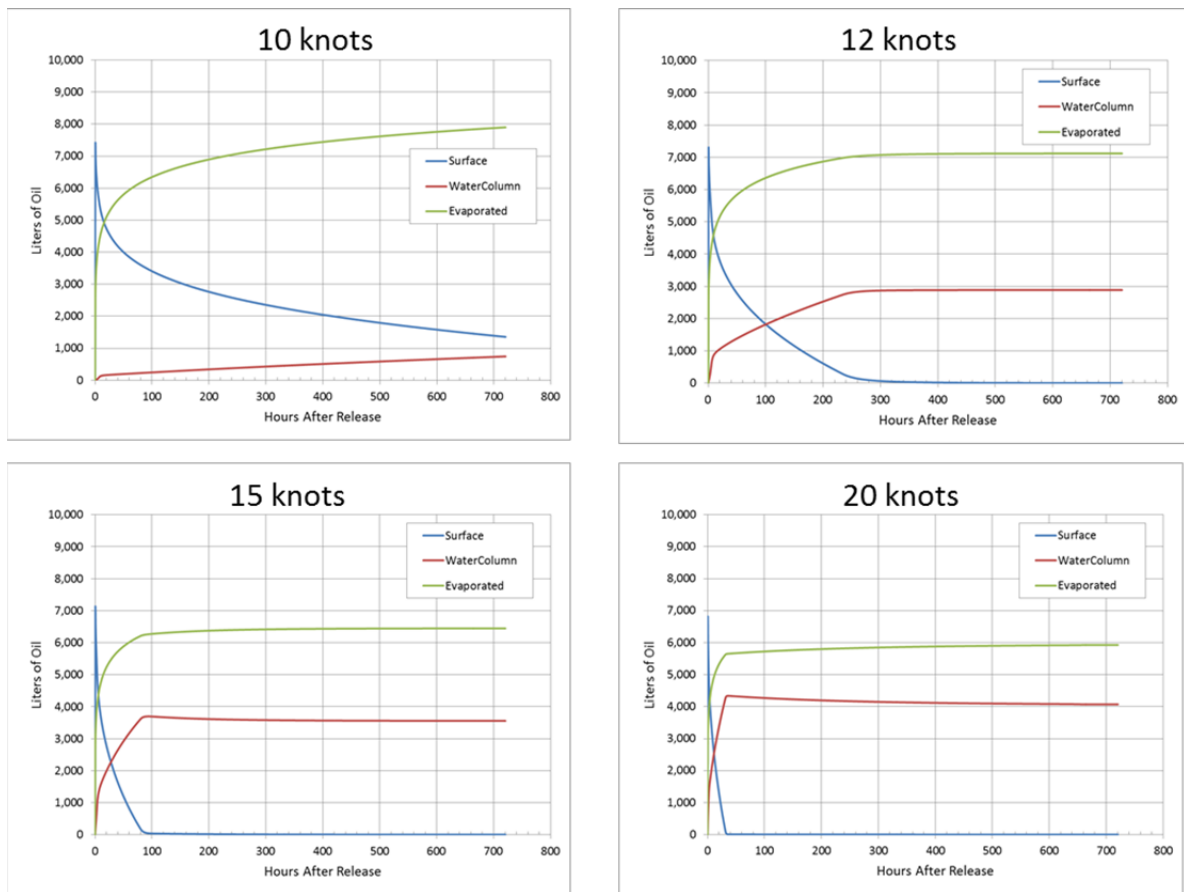 10 knots
10,000
9,000
8,000
7,000
6,000
5,000
4,000
3,000
2,000
1,000
0
Liters of Oil
Surface
WaterColumn
Evaporated
0 100 200 300 400 500 600 700 800
Hours After Release
12 knots
10,000
9,000
8,000
7,000
6,000
5,000
4,000
3,000
2,000
1,000
0
Liters of Oil
Surface
WaterColumn
Evaporated
0 100 200 300 400 500 600 700 800
Hours After Release
15 knots
10,000
9,000
8,000
7,000
6,000
5,000
4,000
3,000
2,000
1,000
0
Liters of Oil
Surface
WaterColumn
Evaporated
0 100 200 300 400 500 600 700 800
Hours After Release
20 knots
10,000
9,000
8,000
7,000
6,000
5,000
4,000
3,000
2,000
1,000
0
Liters of Oil
Surface
WaterColumn
Evaporated
0 100 200 300 400 500 600 700 800
Hours After Release